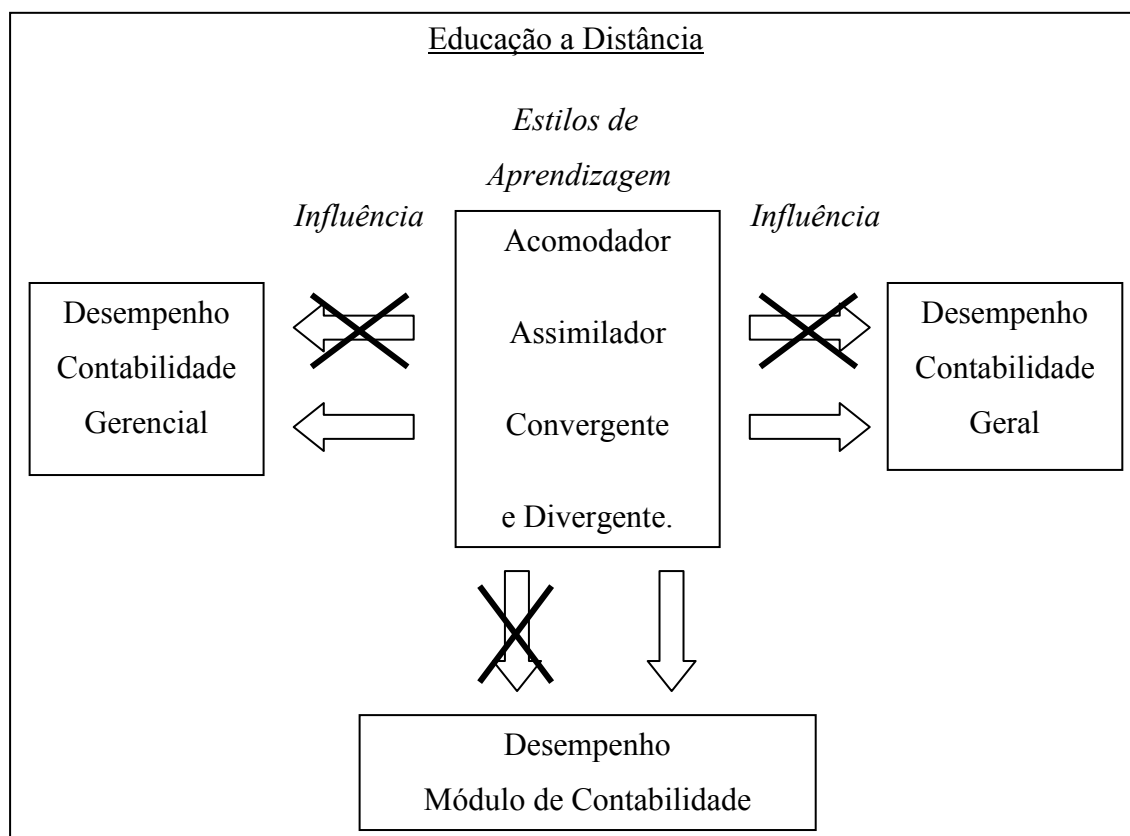 Educação a Distância
Estilos de
Aprendizagem
Influência
Influência
Acomodador
Assimilador
Convergente
e Divergente.
Desempenho
Contabilidade
Gerencial
Desempenho
Contabilidade
Geral
Desempenho
Módulo de Contabilidade